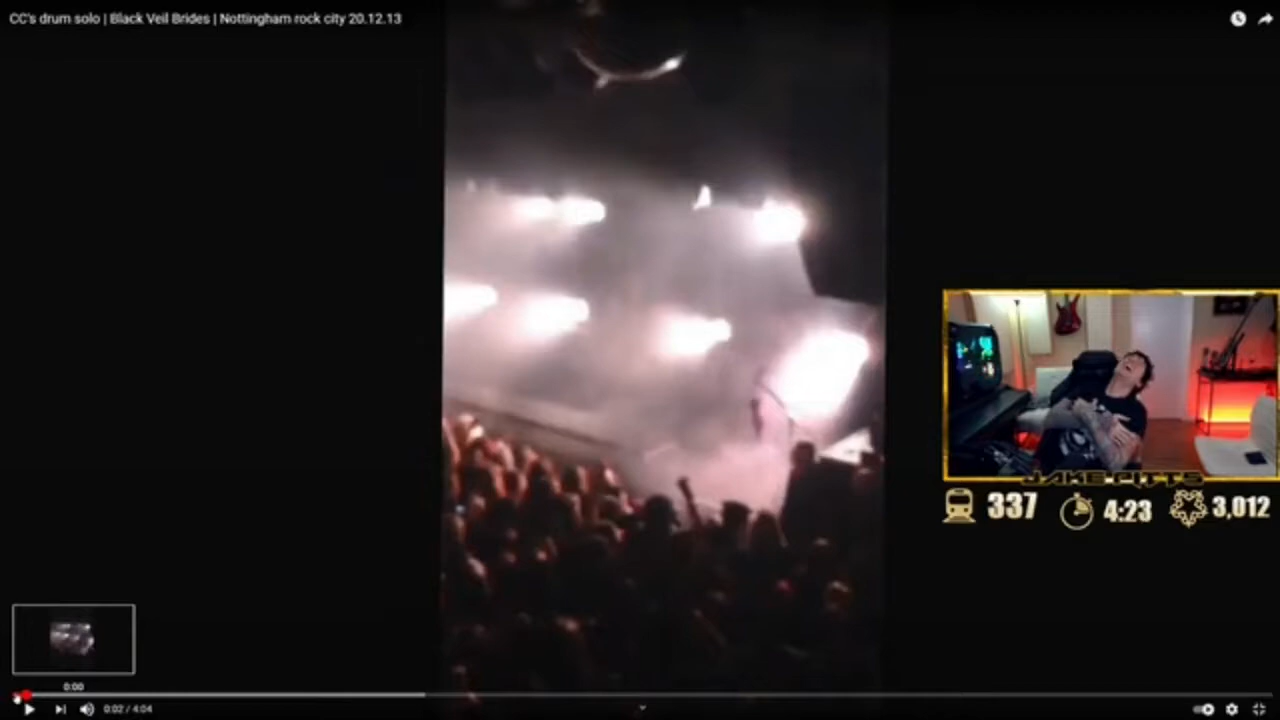 CC's drum solo | Black Veil Brides | Nottingham rock city 20.12.13
JAKE PITTS
337
4:23
3,012
0:00
0:02 / 4:04